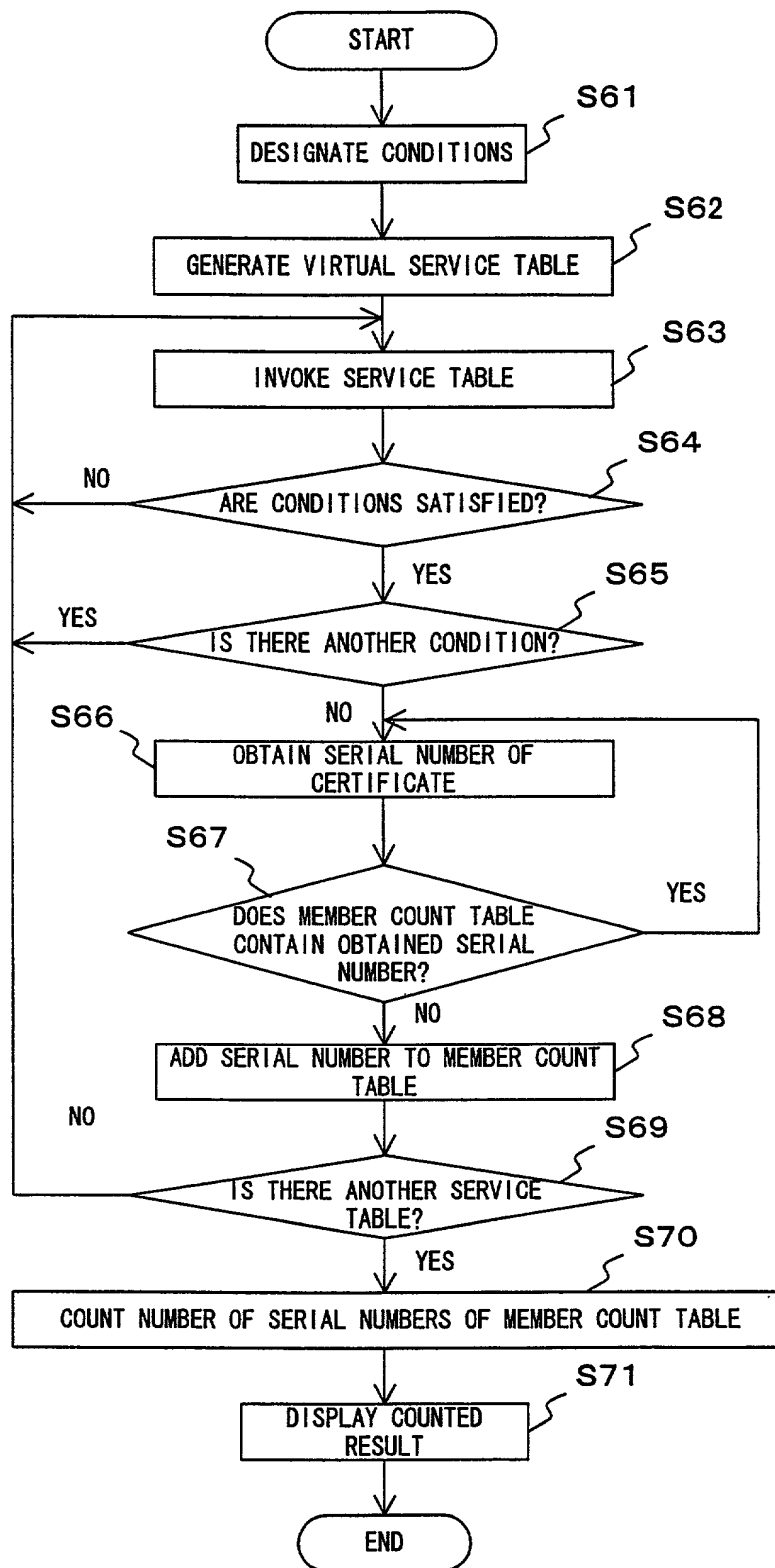 START
S61
DESIGNATE CONDITIONS
S62
GENERATE VIRTUAL SERVICE TABLE
S63
INVOKE SERVICE TABLE
S64
NO
ARE CONDITIONS SATISFIED?
YES
S65
YES
IS THERE ANOTHER CONDITION?
NO
S66
OBTAIN SERIAL NUMBER OF
CERTIFICATE
S67
YES
DOES MEMBER COUNT TABLE
CONTAIN OBTAINED SERIAL
NUMBER?
NO
S68
ADD SERIAL NUMBER TO MEMBER COUNT
TABLE
NO
S69
IS THERE ANOTHER SERVICE
TABLE?
YES
S70
COUNT NUMBER OF SERIAL NUMBERS OF MEMBER COUNT TABLE
S71
DISPLAY COUNTED
RESULT
END